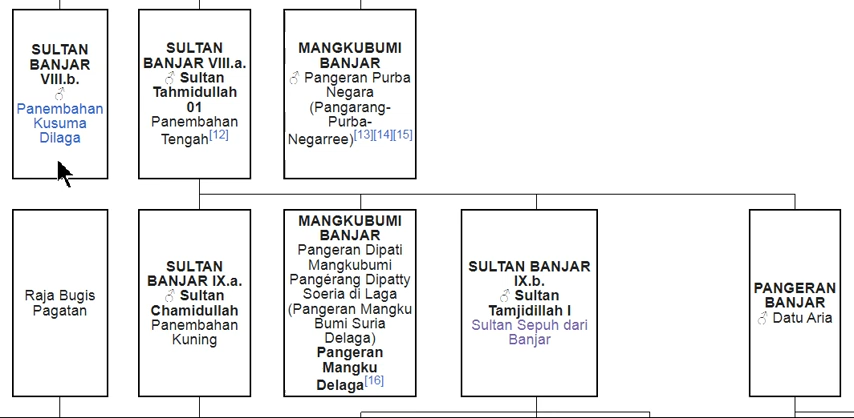 SULTAN
BANJAR
VIII.b.
♂
Panembahan
Kusuma
Dilaga
SULTAN
BANJAR VIII.a.
♂ Sultan
Tahmidullah
01
Panembahan
Tengah[12]
MANGKUBUMI
BANJAR
♂ Pangeran Purba
Negara
(Pangarang-
Purba-
Negarree)[13][14][15]
Raja Bugis
Pagatan
SULTAN
BANJAR IX.a.
♂ Sultan
Chamidullah
Panembahan
Kuning
MANGKUBUMI
BANJAR
Pangeran Dipati
Mangkubumi
Pangérang Dipatty
Soeria di Laga
(Pangeran Mangku
Bumi Suria
Delaga)
Pangeran
Mangku
Delaga[16]
SULTAN BANJAR
IX.b.
♂ Sultan
Tamjidillah I
Sultan Sepuh dari
Banjar
PANGERAN
BANJAR
♂ Datu Aria